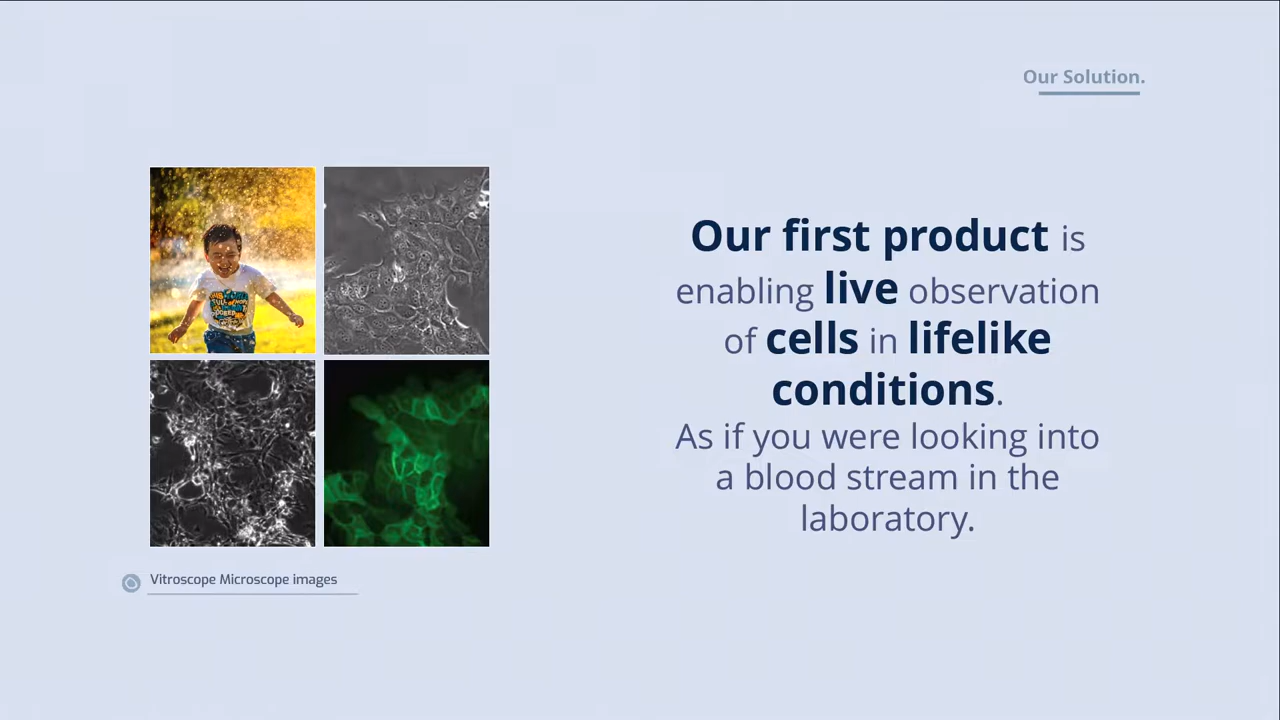 Our Solution.
Our first product is
enabling live observation
of cells in lifelike
conditions.
As if you were looking into
a blood stream in the
laboratory.
Vitroscope Microscope images